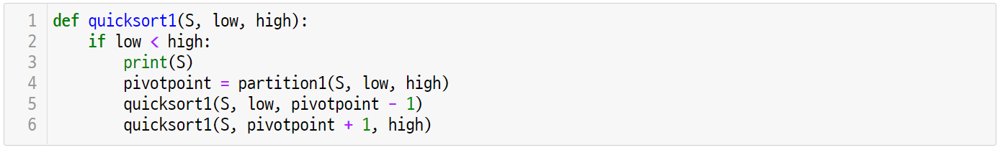 1 def quicksort1(S, low, high):
2     if low < high:
3         print(S)
4         pivotpoint = partition1(S, low, high)
5         quicksort1(S, low, pivotpoint - 1)
6         quicksort1(S, pivotpoint + 1, high)